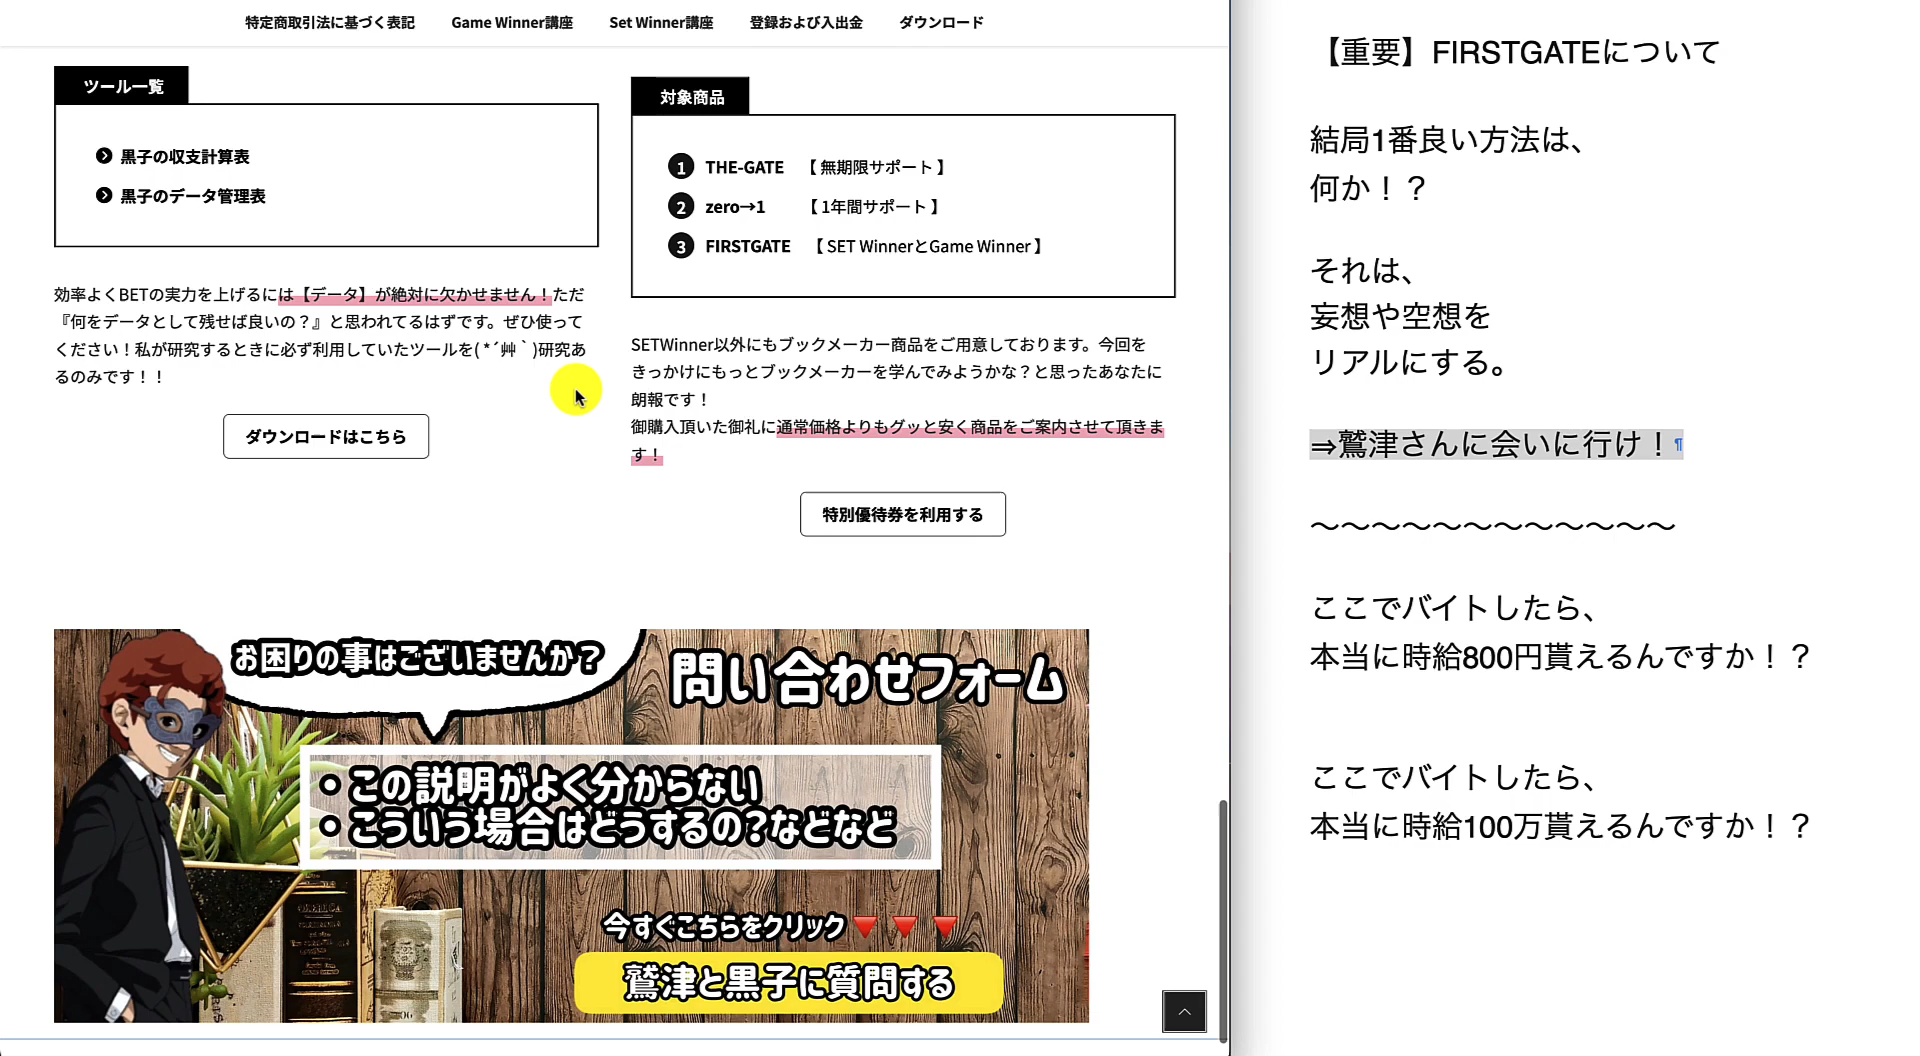 特定商取引法に基づく表記
Game Winner講座
Set Winner講座
登録および入出金
ダウンロード
ツール一覧
黒子の収支計算表
黒子のデータ管理表
効率よくBETの実力を上げるには【データ】が絶対に欠かせません！ただ
『何をデータとして残せば良いの？』と思われてるはずです。ぜひ使って
ください！私が研究するときに必ず利用していたツールを( *´艸｀)研究あ
るのみです！！
ダウンロードはこちら
対象商品
1 THE-GATE 【 無期限サポート 】
2 zero→1 【 1年間サポート 】
3 FIRSTGATE 【 SET WinnerとGame Winner 】
SETWinner以外にもブックメーカー商品をご用意しております。今回を
きっかけにもっとブックメーカーを学んでみようかな？と思ったあなたに
朗報です！
御購入頂いた御礼に通常価格よりもグッと安く商品をご案内させて頂きま
す！
特別優待券を利用する
お困りの事はございませんか？
問い合わせフォーム
・この説明がよく分からない
・こういう場合はどうするの？などなど
今すぐこちらをクリック
鷲津と黒子に質問する
【重要】FIRSTGATEについて
結局1番良い方法は、
何か！？
それは、
妄想や空想を
リアルにする。
⇒鷲津さんに会いに行け！
〜〜〜〜〜〜〜〜〜〜〜〜
ここでバイトしたら、
本当に時給800円貰えるんですか！？
ここでバイトしたら、
本当に時給100万貰えるんですか！？